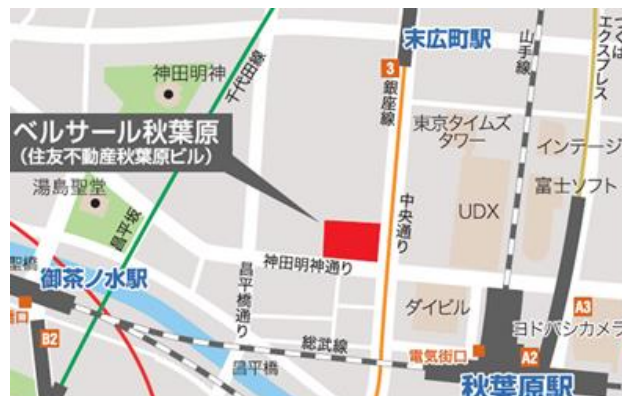 末広町駅
山手線
つくば
エクスプレス
神田明神
千代田線
3
銀座線
東京タイムズ
タワー
インテージ
ベルサール秋葉原
(住友不動産秋葉原ビル)
富士ソフト
湯島聖堂
昌平坂
中央通り
UDX
神田明神通り
聖橋
御茶ノ水駅
昌平橋通り
ダイビル
A3
ヨドバシカメラ
口
B2
総武線
電気街口
A2
昌平橋
秋葉原駅